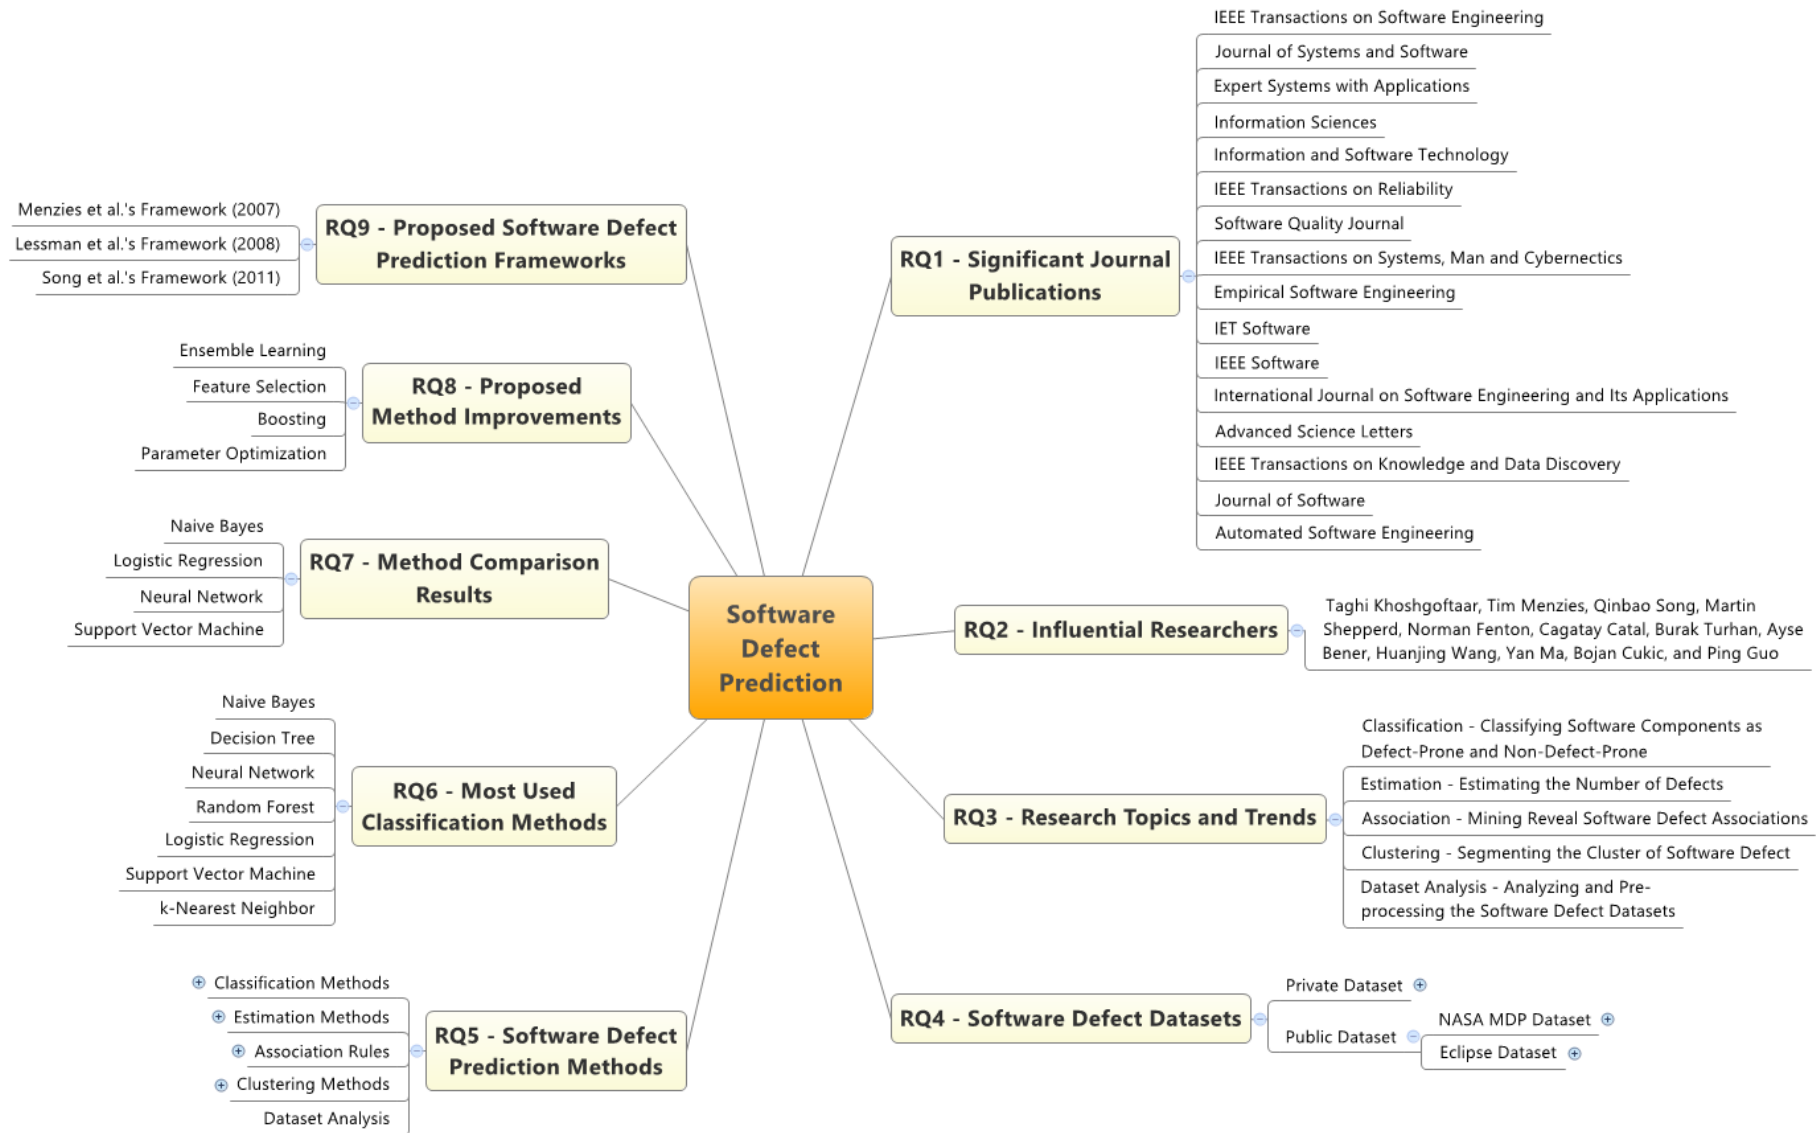 IEEE Transactions on Software Engineering
Journal of Systems and Software
Expert Systems with Applications
Information Sciences
Information and Software Technology
IEEE Transactions on Reliability
Software Quality Journal
IEEE Transactions on Systems, Man and Cybernectics
Empirical Software Engineering
IET Software
IEEE Software
International Journal on Software Engineering and Its Applications
Advanced Science Letters
IEEE Transactions on Knowledge and Data Discovery
Journal of Software
Automated Software Engineering
RQ1 - Significant Journal
Publications
Menzies et al.'s Framework (2007)
Lessman et al.'s Framework (2008)
Song et al.'s Framework (2011)
RQ9 - Proposed Software Defect
Prediction Frameworks
Ensemble Learning
Feature Selection
Boosting
Parameter Optimization
RQ8 - Proposed
Method Improvements
Naive Bayes
Logistic Regression
Neural Network
Support Vector Machine
RQ7 - Method Comparison
Results
Software
Defect
Prediction
RQ2 - Influential Researchers
Taghi Khoshgoftaar, Tim Menzies, Qinbao Song, Martin
Shepperd, Norman Fenton, Cagatay Catal, Burak Turhan, Ayse
Bener, Huanjing Wang, Yan Ma, Bojan Cukic, and Ping Guo
Naive Bayes
Decision Tree
Neural Network
Random Forest
Logistic Regression
Support Vector Machine
k-Nearest Neighbor
RQ6 - Most Used
Classification Methods
RQ3 - Research Topics and Trends
Classification - Classifying Software Components as
Defect-Prone and Non-Defect-Prone
Estimation - Estimating the Number of Defects
Association - Mining Reveal Software Defect Associations
Clustering - Segmenting the Cluster of Software Defect
Dataset Analysis - Analyzing and Pre-
processing the Software Defect Datasets
Classification Methods
Estimation Methods
Association Rules
Clustering Methods
Dataset Analysis
RQ5 - Software Defect
Prediction Methods
RQ4 - Software Defect Datasets
Private Dataset
Public Dataset
NASA MDP Dataset
Eclipse Dataset